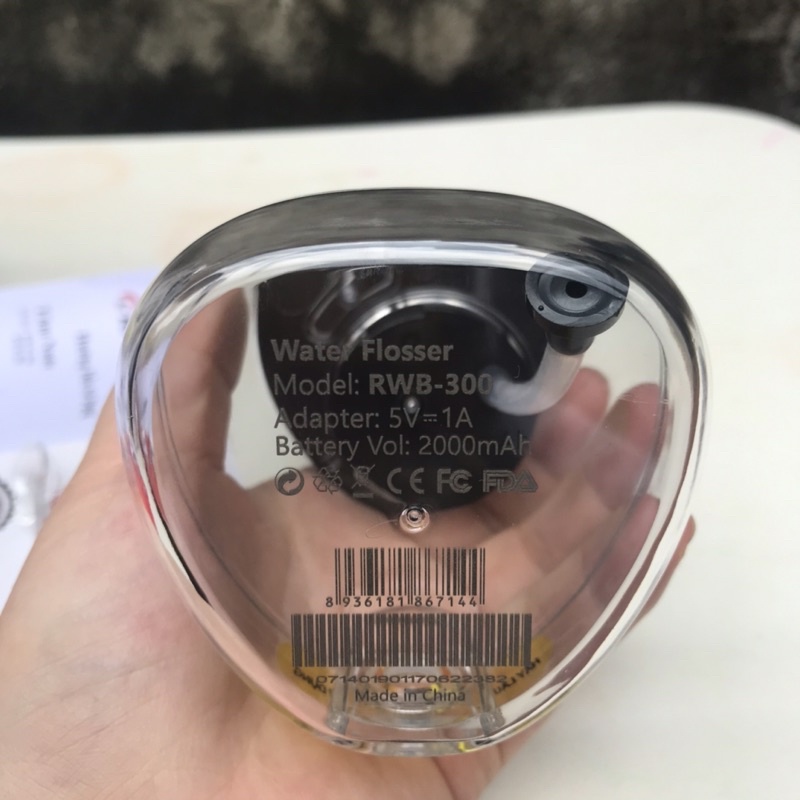 Water Flosser
Model: RWB-300
Adapter: 5V⎓1A
Battery Vol: 2000mAh
CE FC FDA
8 936181 867144
071401901170622382
Made in China